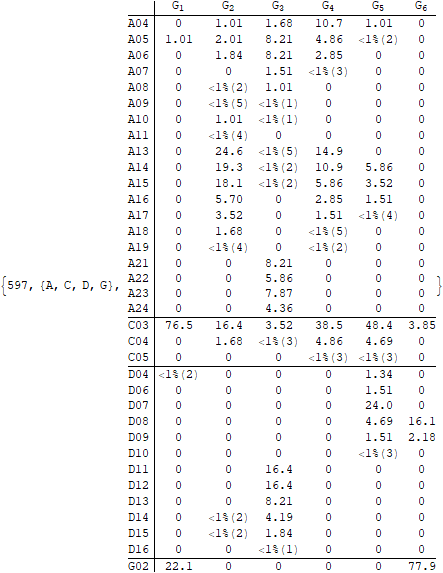 G1 G2 G3 G4 G5 G6
A04 0 1.01 1.68 10.7 1.01 0
A05 1.01 2.01 8.21 4.86 <1%(2) 0
A06 0 1.84 8.21 2.85 0 0
A07 0 0 1.51 <1%(3) 0 0
A08 0 <1%(2) 1.01 0 0 0
A09 0 <1%(5) <1%(1) 0 0 0
A10 0 1.01 <1%(1) 0 0 0
A11 0 <1%(4) 0 0 0 0
A13 0 24.6 <1%(5) 14.9 0 0
A14 0 19.3 <1%(2) 10.9 5.86 0
A15 0 18.1 <1%(2) 5.86 3.52 0
A16 0 5.70 0 2.85 1.51 0
A17 0 3.52 0 1.51 <1%(4) 0
A18 0 1.68 0 <1%(5) 0 0
A19 0 <1%(4) 0 <1%(2) 0 0
A21 0 0 8.21 0 0 0
A22 0 0 5.86 0 0 0
{597, {A, C, D, G}, A23 0 0 7.87 0 0 0 }
A24 0 0 4.36 0 0 0
C03 76.5 16.4 3.52 38.5 48.4 3.85
C04 0 1.68 <1%(3) 4.86 4.69 0
C05 0 0 0 <1%(3) <1%(3) 0
D04 <1%(2) 0 0 0 1.34 0
D06 0 0 0 0 1.51 0
D07 0 0 0 0 24.0 0
D08 0 0 0 0 4.69 16.1
D09 0 0 0 0 1.51 2.18
D10 0 0 0 0 <1%(3) 0
D11 0 0 16.4 0 0 0
D12 0 0 16.4 0 0 0
D13 0 0 8.21 0 0 0
D14 0 <1%(2) 4.19 0 0 0
D15 0 <1%(2) 1.84 0 0 0
D16 0 0 <1%(1) 0 0 0
G02 22.1 0 0 0 0 77.9